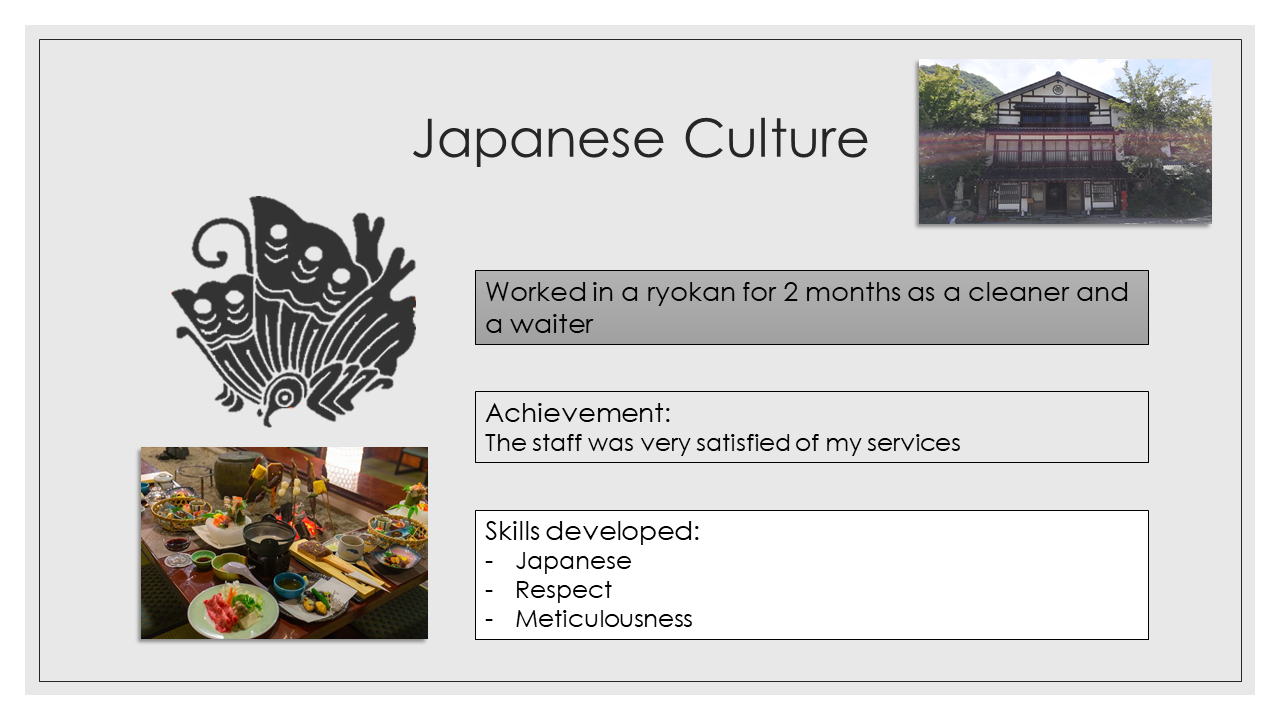 Japanese Culture
Worked in a ryokan for 2 months as a cleaner and
a waiter
Achievement:
The staff was very satisfied of my services
Skills developed:
- Japanese
- Respect
- Meticulousness